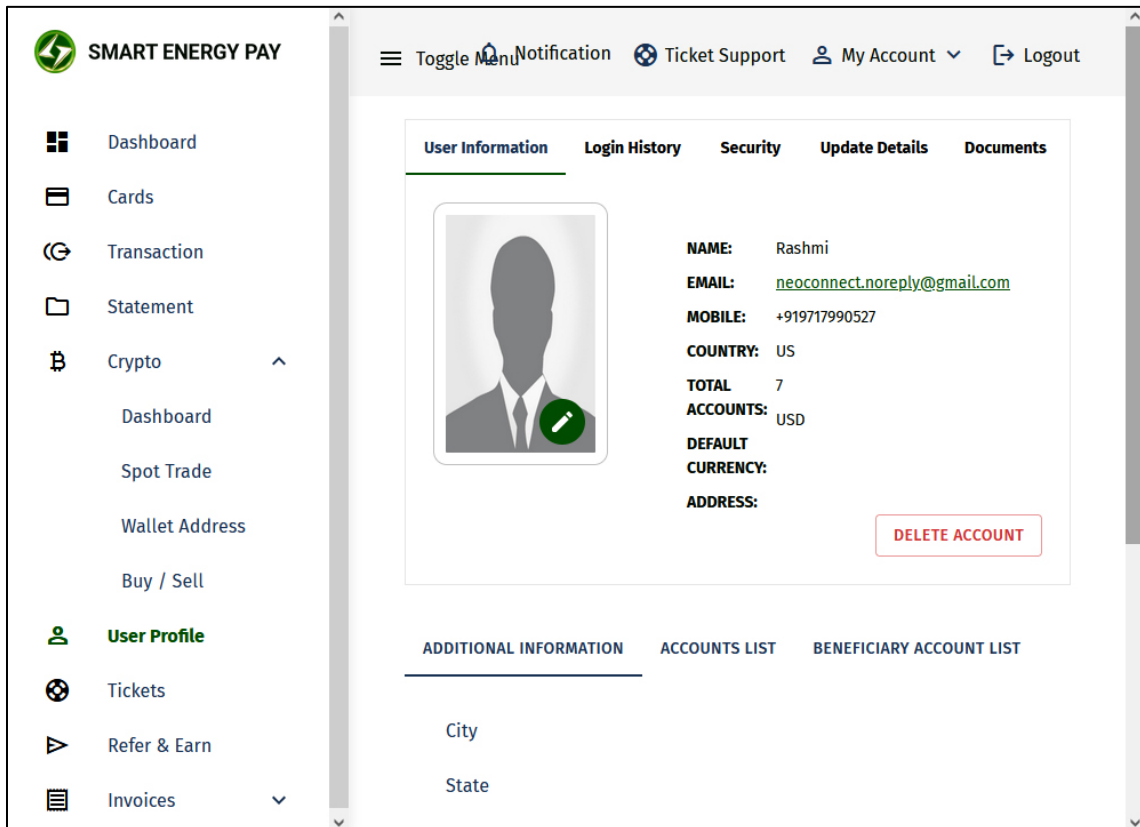 SMART ENERGY PAY
Dashboard
Cards
Transaction
Statement
Crypto
Dashboard
Spot Trade
Wallet Address
Buy / Sell
User Profile
Tickets
Refer & Earn
Invoices
Toggle Menu Notification Ticket Support My Account Logout
User Information Login History Security Update Details Documents
NAME: Rashmi
EMAIL: neoconnect.noreply@gmail.com
MOBILE: +919717990527
COUNTRY: US
TOTAL 7
ACCOUNTS:
USD
DEFAULT
CURRENCY:
ADDRESS:
DELETE ACCOUNT
ADDITIONAL INFORMATION ACCOUNTS LIST BENEFICIARY ACCOUNT LIST
City
State